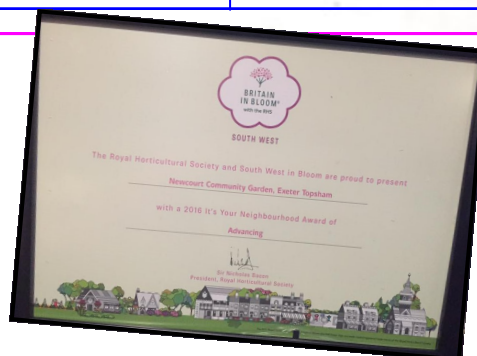 BRITAIN
IN BLOOM®
with the RHS
SOUTH WEST
The Royal Horticultural Society and South West in Bloom are proud to present
Newcourt Community Garden, Exeter Topsham
with a 2016 It's Your Neighbourhood Award of
Advancing
Sir Nicholas Bacon
President, Royal Horticultural Society